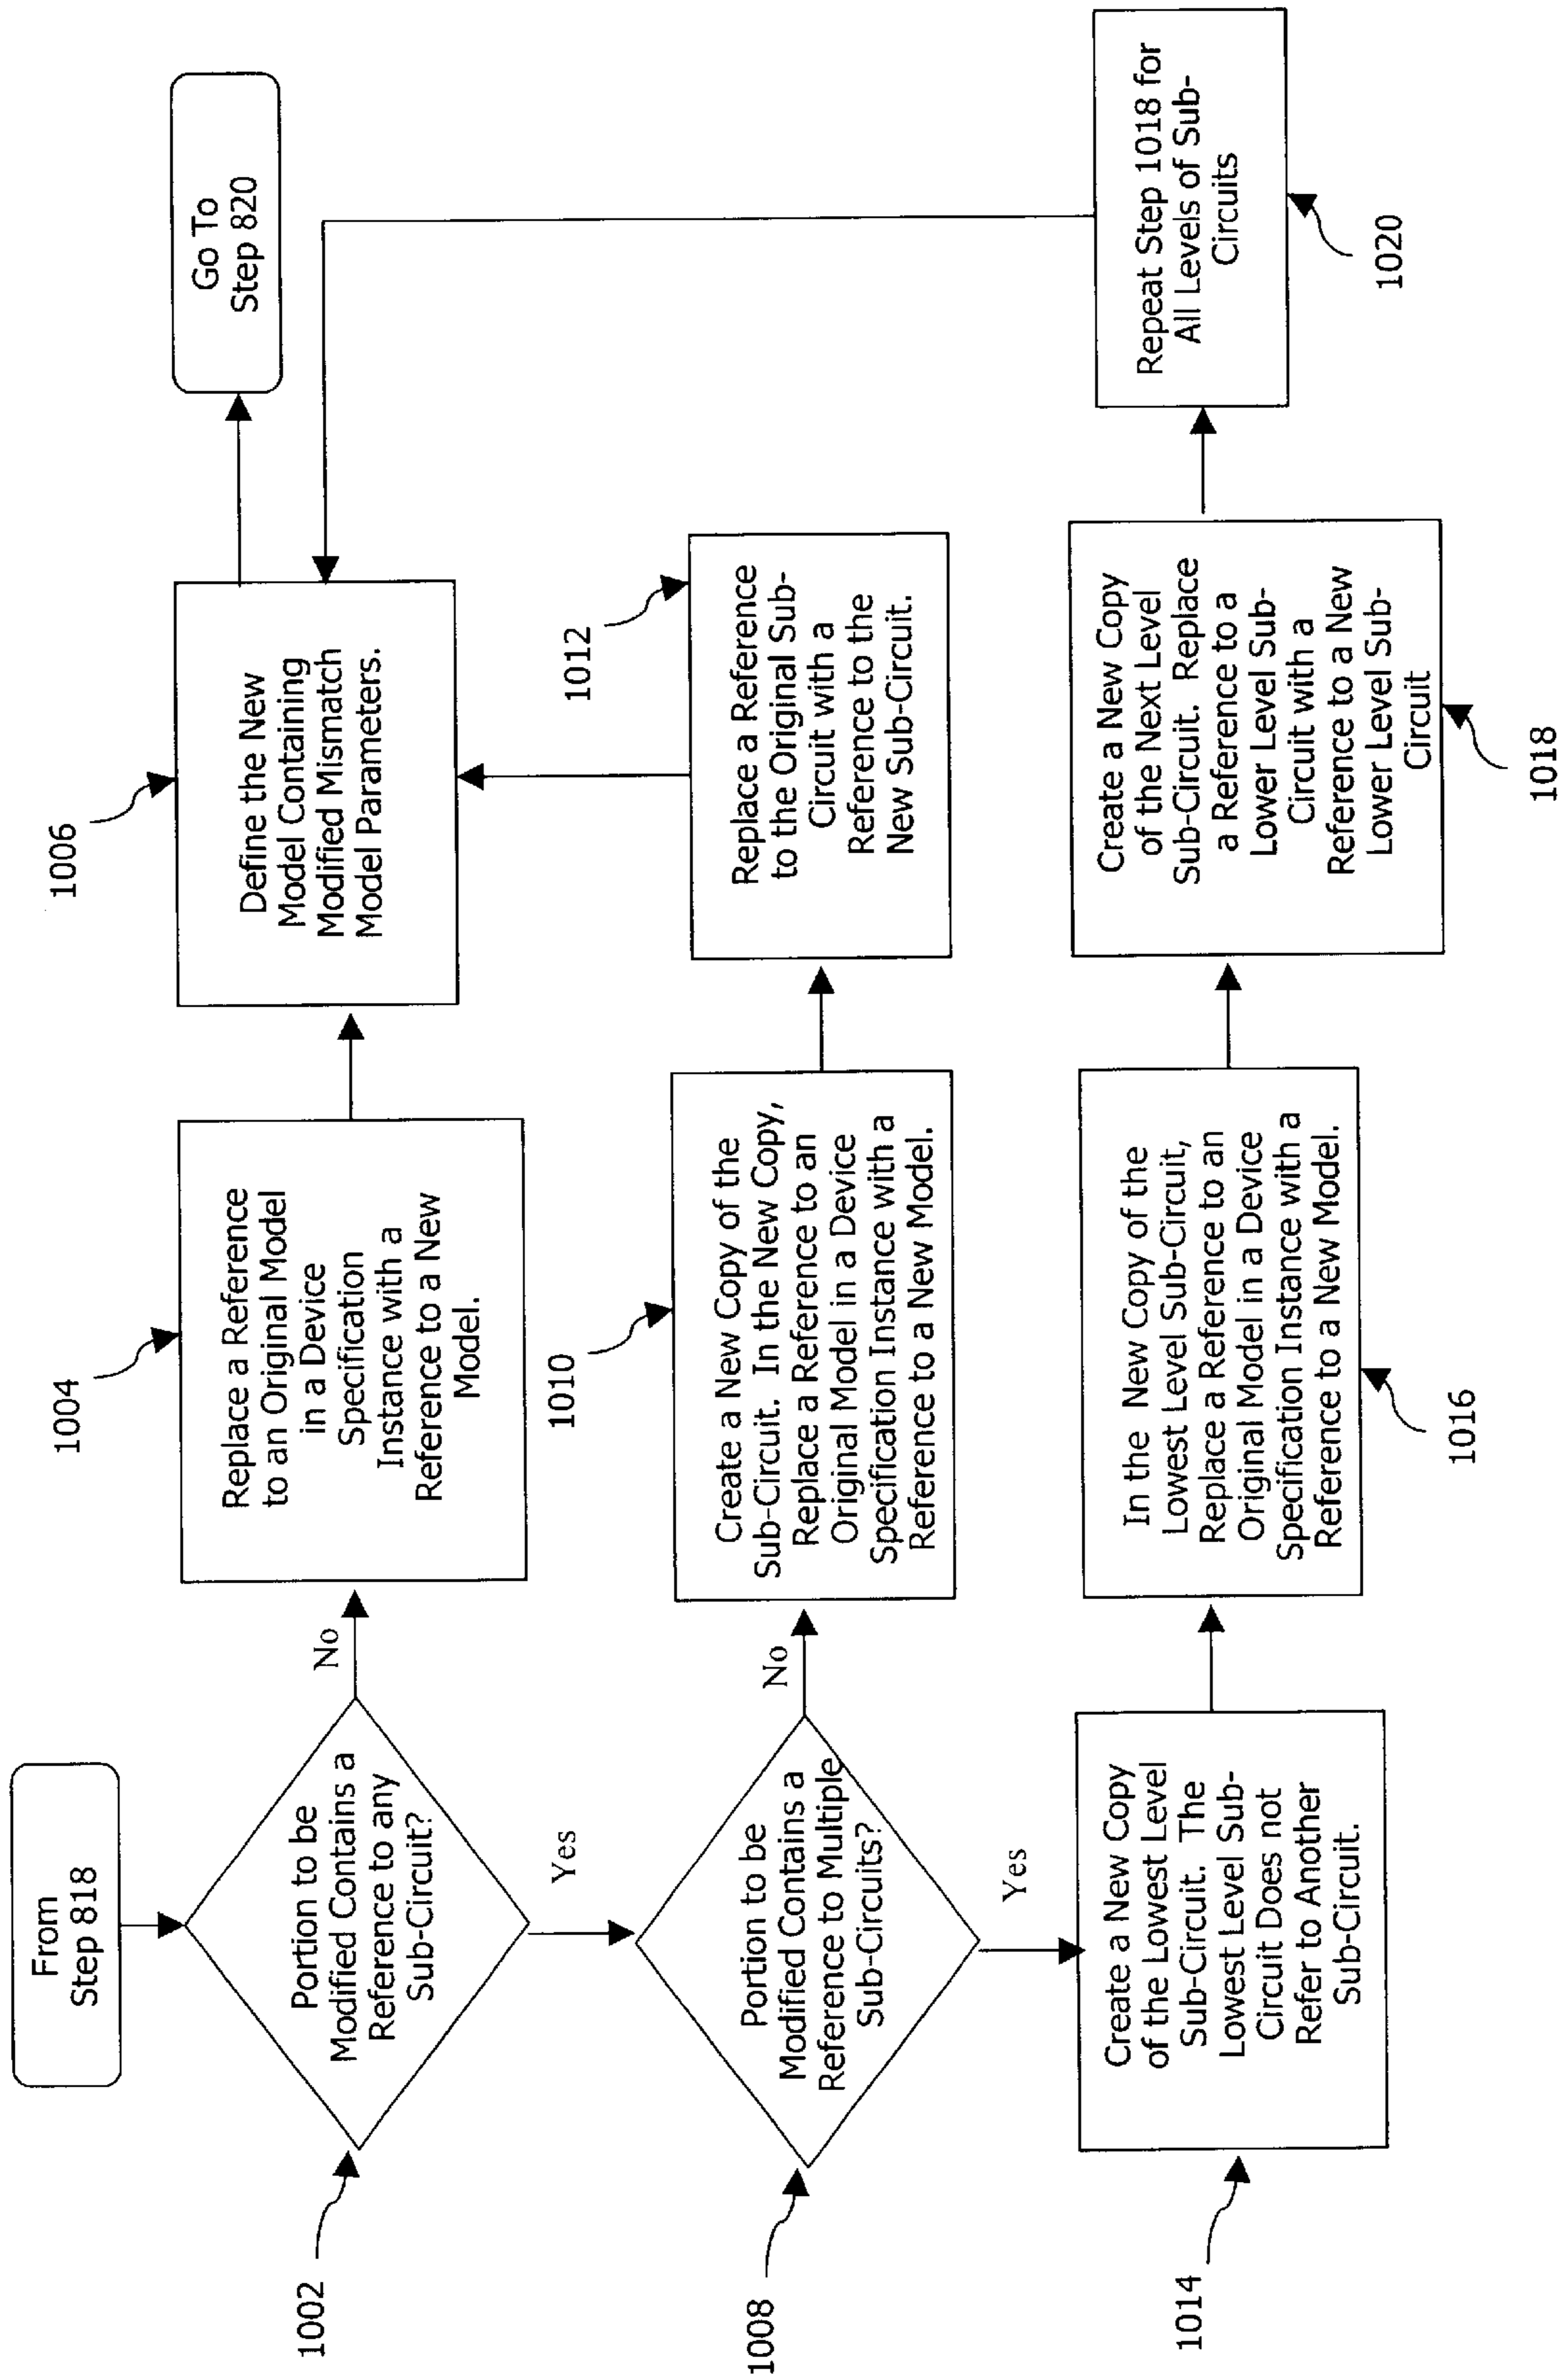 From
Step 818
1002
Portion to be
Modified Contains a
Reference to any
Sub-Circuit?
No
Yes
1004
Replace a Reference
to an Original Model
in a Device
Specification
Instance with a
Reference to a New
Model.
1006
Define the New
Model Containing
Modified Mismatch
Model Parameters.
Go To
Step 820
1008
Portion to be
Modified Contains a
Reference to Multiple
Sub-Circuits?
No
Yes
1010
Create a New Copy of the
Sub-Circuit. In the New Copy,
Replace a Reference to an
Original Model in a Device
Specification Instance with a
Reference to a New Model.
1012
Replace a Reference
to the Original Sub-
Circuit with a
Reference to the
New Sub-Circuit.
1014
Create a New Copy
of the Lowest Level
Sub-Circuit. The
Lowest Level Sub-
Circuit Does not
Refer to Another
Sub-Circuit.
In the New Copy of the
Lowest Level Sub-Circuit,
Replace a Reference to an
Original Model in a Device
Specification Instance with a
Reference to a New Model.
1016
Create a New Copy
of the Next Level
Sub-Circuit. Replace
a Reference to a
Lower Level Sub-
Circuit with a
Reference to a New
Lower Level Sub-
Circuit
1018
Repeat Step 1018 for
All Levels of Sub-
Circuits
1020